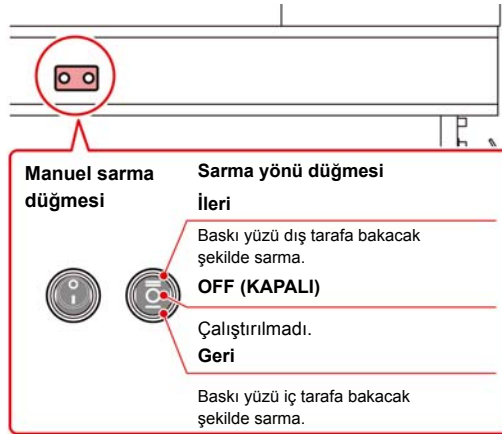 Manuel sarma
düğmesi
Sarma yönü düğmesi
İleri
Baskı yüzü dış tarafa bakacak
şekilde sarma.
OFF (KAPALI)
Çalıştırılmadı.
Geri
Baskı yüzü iç tarafa bakacak
şekilde sarma.